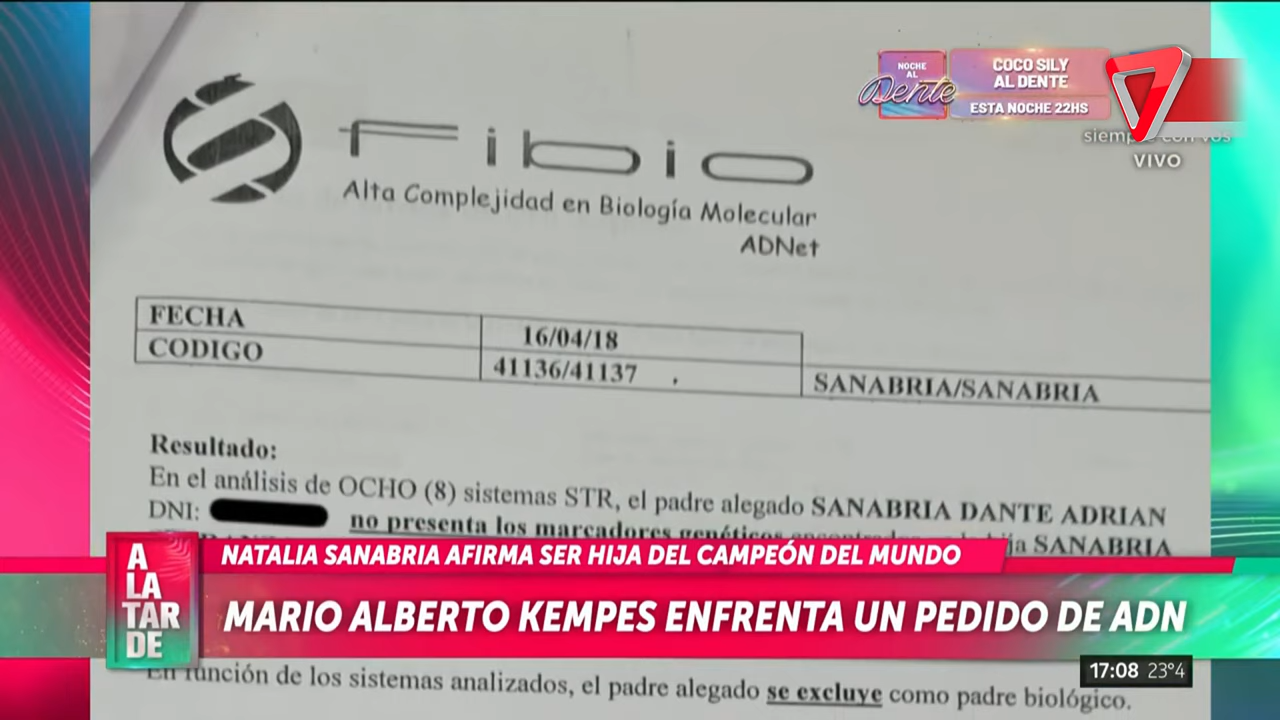 NOCHE
AL
Dente
COCO SILY
AL DENTE
ESTA NOCHE 22HS
siempre con vos
VIVO
Fibio
Alta Complejidad en Biología Molecular
ADNet
FECHA 16/04/18
CODIGO 41136/41137 SANABRIA/SANABRIA
Resultado:
En el análisis de OCHO (8) sistemas STR, el padre alegado SANABRIA DANTE ADRIAN
DNI: no presenta los marcadores genéticos SANABRIA
NATALIA SANABRIA AFIRMA SER HIJA DEL CAMPEÓN DEL MUNDO
A
LA
TAR
DE
MARIO ALBERTO KEMPES ENFRENTA UN PEDIDO DE ADN
17:08 23°4
En función de los sistemas analizados, el padre alegado se excluye como padre biológico.